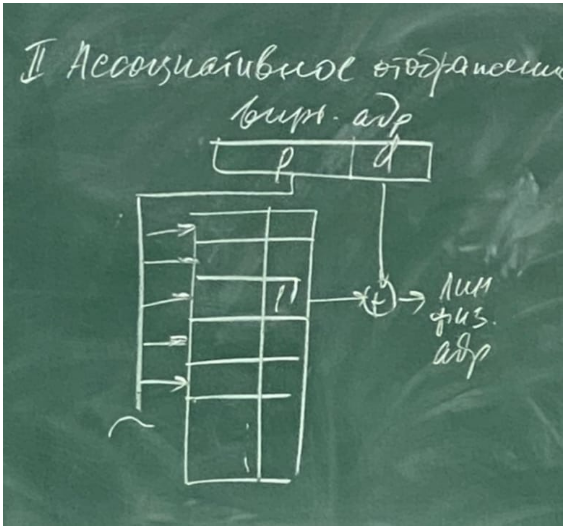 II Ассоциативное отображение
вирт. адр
p d
p'
+
лин
физ.
адр